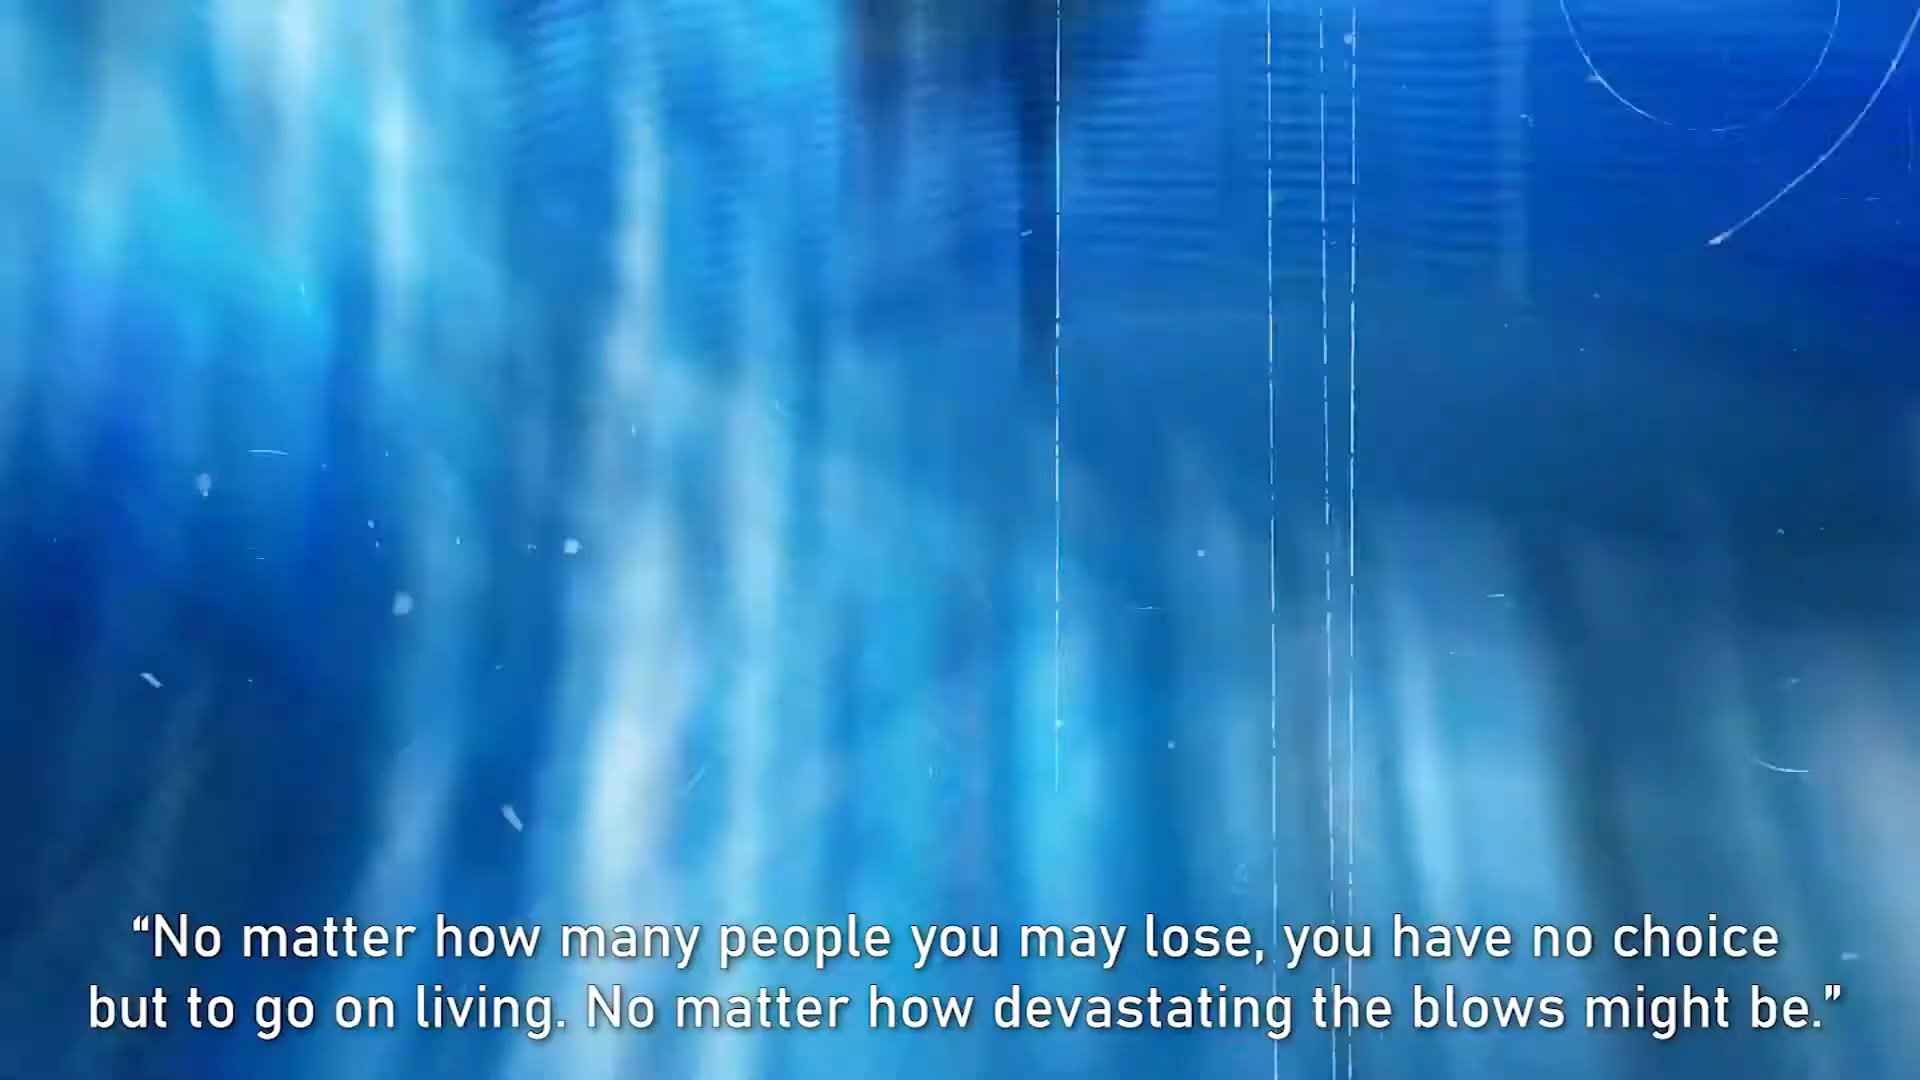 “No matter how many people you may lose, you have no choice
but to go on living. No matter how devastating the blows might be.”